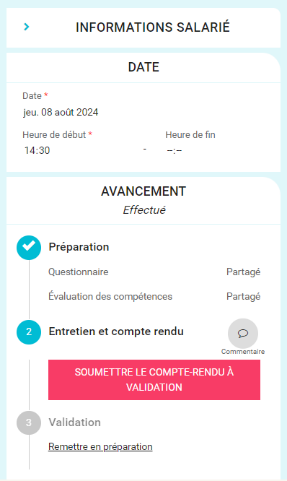 INFORMATIONS SALARIÉ
DATE
Date *
jeu. 08 août 2024
Heure de début * Heure de fin
14:30 - --:--
AVANCEMENT
Effectué
Préparation
Questionnaire Partagé
Évaluation des compétences Partagé
2 Entretien et compte rendu
Commentaire
SOUMETTRE LE COMPTE-RENDU À
VALIDATION
3 Validation
Remettre en préparation